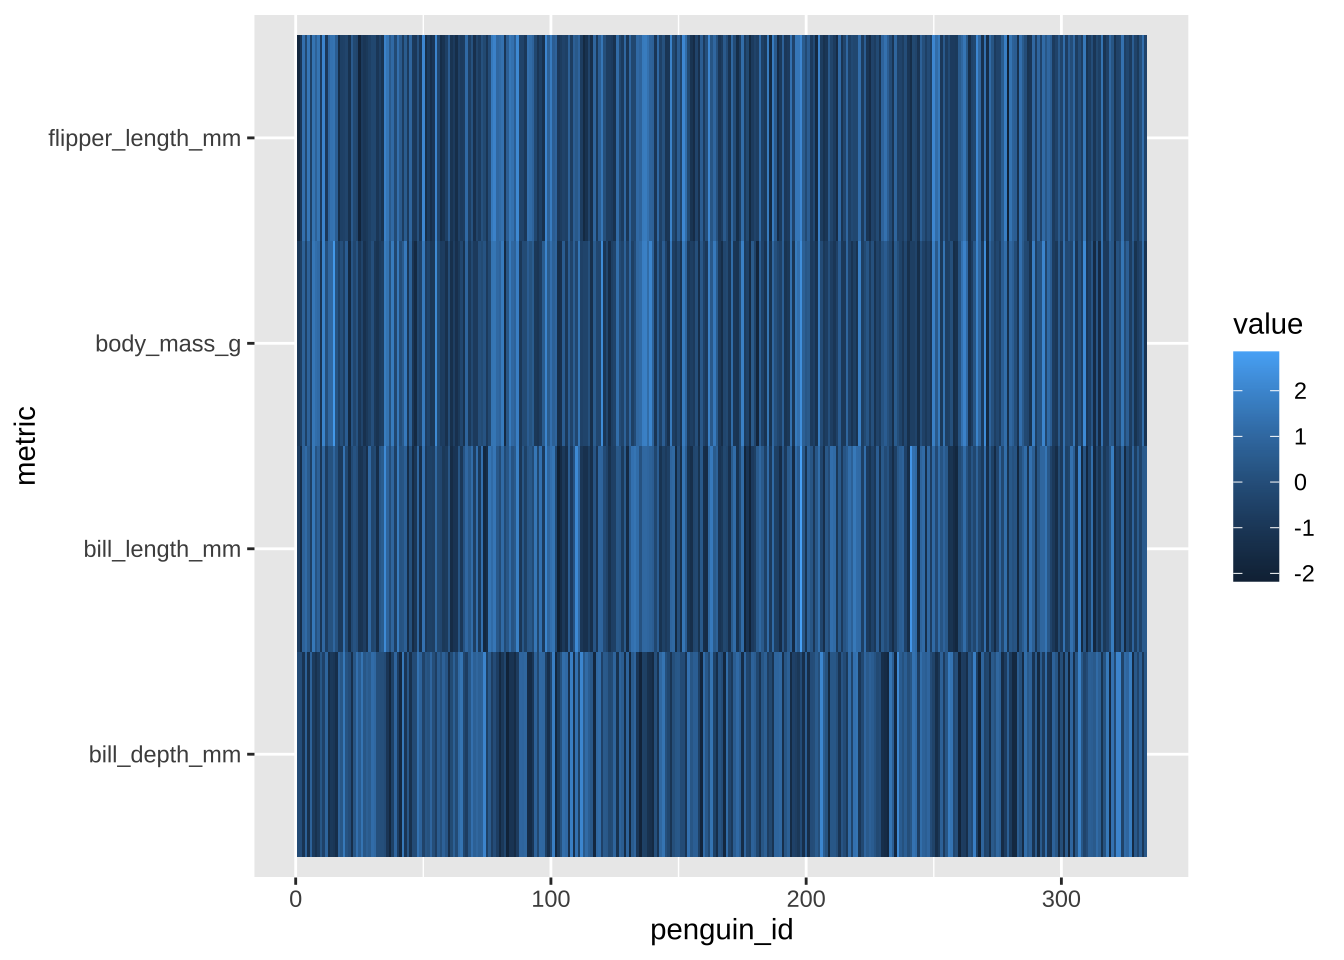 flipper_length_mm
body_mass_g
bill_length_mm
bill_depth_mm
metric
0
100
200
300
penguin_id
value
2
1
0
-1
-2